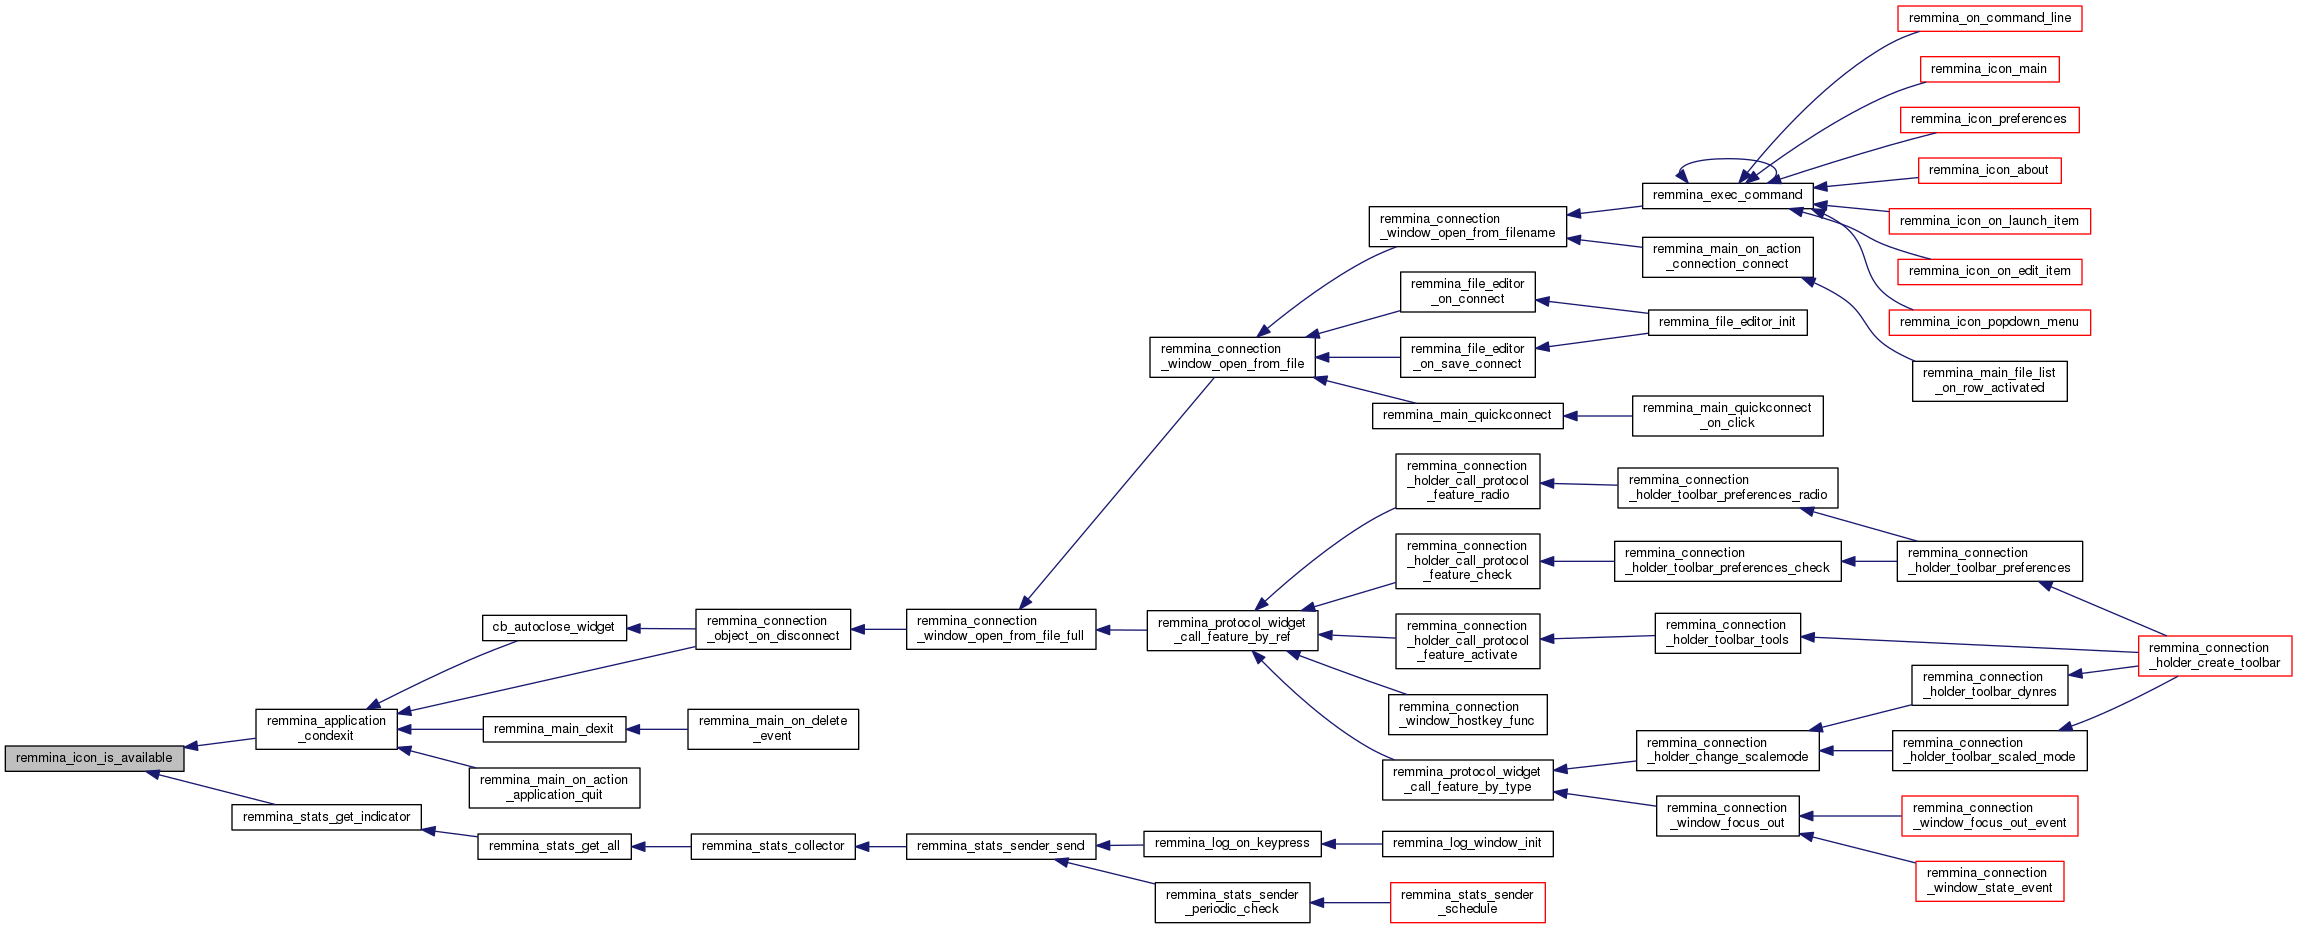 remmina_on_command_line
remmina_icon_main
remmina_icon_preferences
remmina_icon_about
remmina_exec_command
remmina_icon_on_launch_item
remmina_connection
_window_open_from_filename
remmina_main_on_action
_connection_connect
remmina_icon_on_edit_item
remmina_file_editor
_on_connect
remmina_file_editor_init
remmina_icon_popdown_menu
remmina_connection
_window_open_from_file
remmina_file_editor
_on_save_connect
remmina_main_file_list
_on_row_activated
remmina_main_quickconnect
remmina_main_quickconnect
_on_click
remmina_connection
_holder_call_protocol
_feature_radio
remmina_connection
_holder_toolbar_preferences_radio
remmina_connection
_holder_call_protocol
_feature_check
remmina_connection
_holder_toolbar_preferences_check
remmina_connection
_holder_toolbar_preferences
cb_autoclose_widget
remmina_connection
_object_on_disconnect
remmina_connection
_window_open_from_file_full
remmina_protocol_widget
_call_feature_by_ref
remmina_connection
_holder_call_protocol
_feature_activate
remmina_connection
_holder_toolbar_tools
remmina_connection
_holder_create_toolbar
remmina_connection
_holder_toolbar_dynres
remmina_connection
_window_hostkey_func
remmina_application
_condexit
remmina_main_dexit
remmina_main_on_delete
_event
remmina_connection
_holder_change_scalemode
remmina_connection
_holder_toolbar_scaled_mode
remmina_icon_is_available
remmina_main_on_action
_application_quit
remmina_protocol_widget
_call_feature_by_type
remmina_connection
_window_focus_out
remmina_connection
_window_focus_out_event
remmina_stats_get_indicator
remmina_stats_get_all
remmina_stats_collector
remmina_stats_sender_send
remmina_log_on_keypress
remmina_log_window_init
remmina_connection
_window_state_event
remmina_stats_sender
_periodic_check
remmina_stats_sender
_schedule